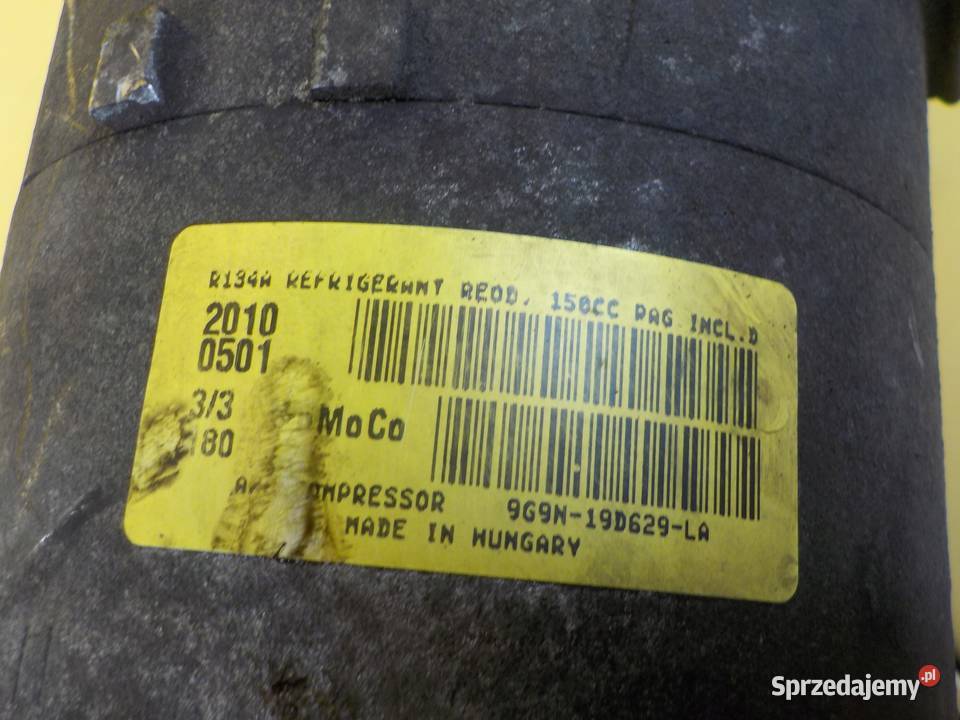 R134A REFRIGERANT REQD. 150CC PAG INCL.D
2010
0501
3/3
180
MoCo
COMPRESSOR 9G9N-19D629-LA
MADE IN HUNGARY
Sprzedajemy.pl